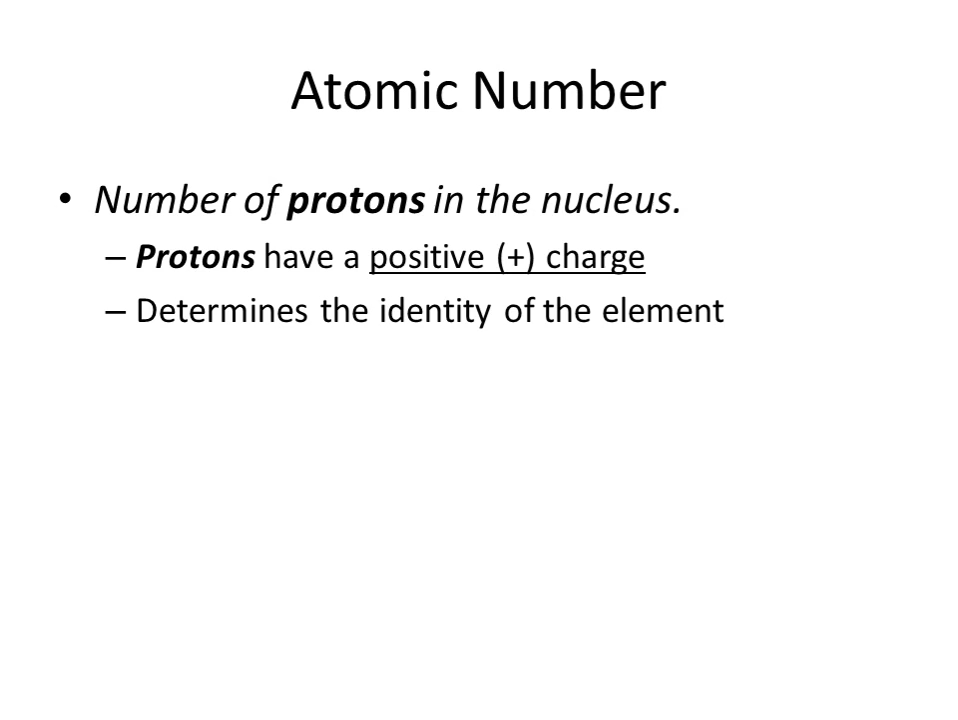 Atomic Number
• Number of protons in the nucleus.
– Protons have a positive (+) charge
– Determines the identity of the element